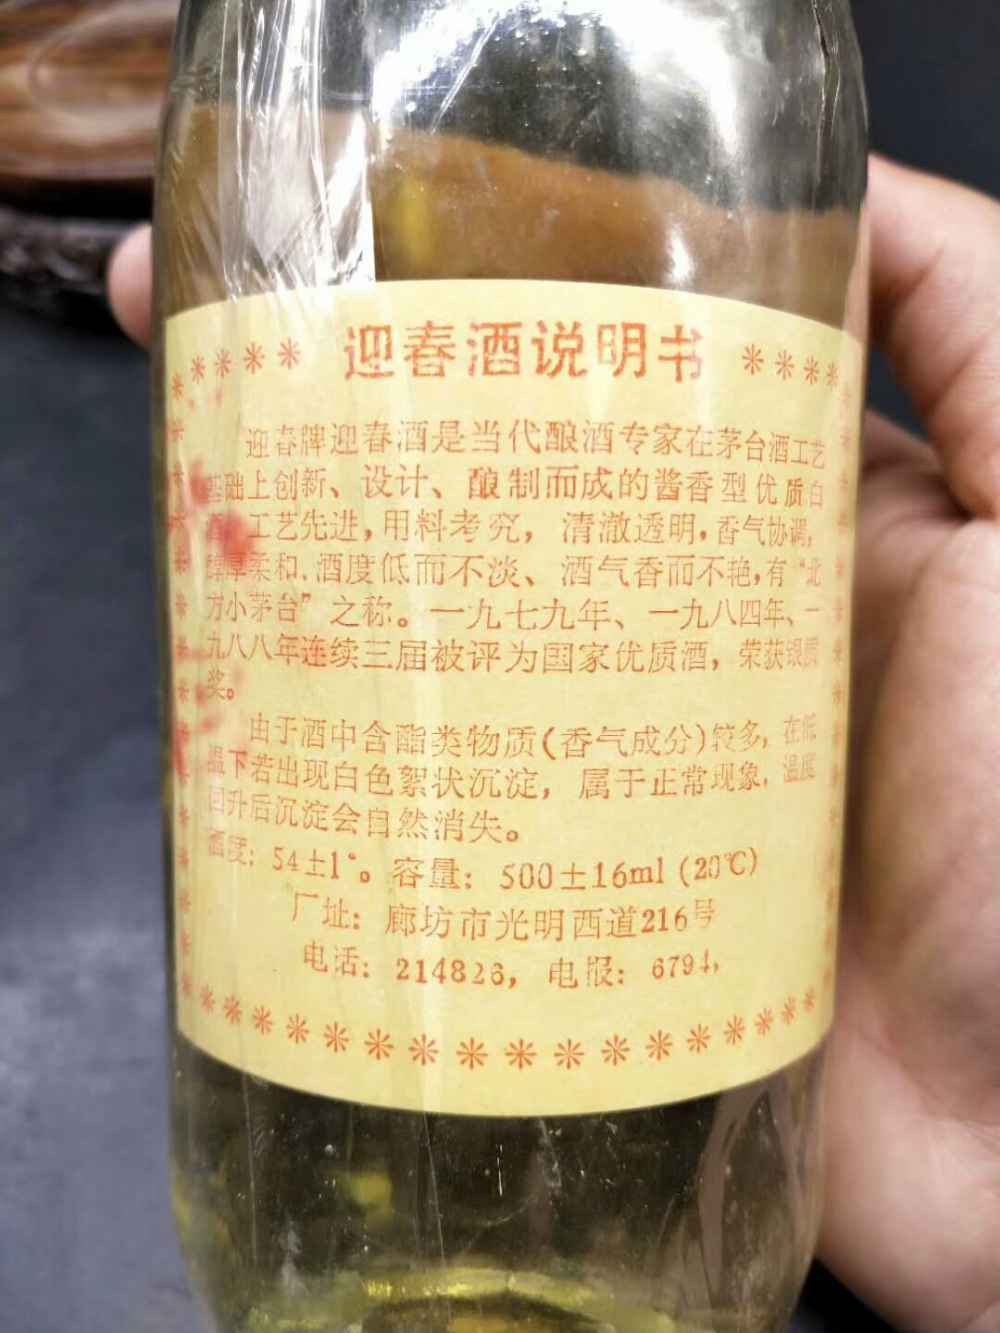 迎春酒说明书
迎春牌迎春酒是当代酿酒专家在茅台酒工艺
基础上创新、设计、酿制而成的酱香型优质白
酒,工艺先进,用料考究,清澈透明,香气协调,
醇厚柔和.酒度低而不淡、酒气香而不艳,有“北
方小茅台”之称。一九七九年、一九八四年、一
九八八年连续三届被评为国家优质酒,荣获银质
奖。
由于酒中含酯类物质(香气成分)较多,在低
温下若出现白色絮状沉淀,属于正常现象.温度
回升后沉淀会自然消失。
酒度:54±1°。容量:500±16ml(20℃)
厂址:廊坊市光明西道216号
电话:214826,电报:6794,